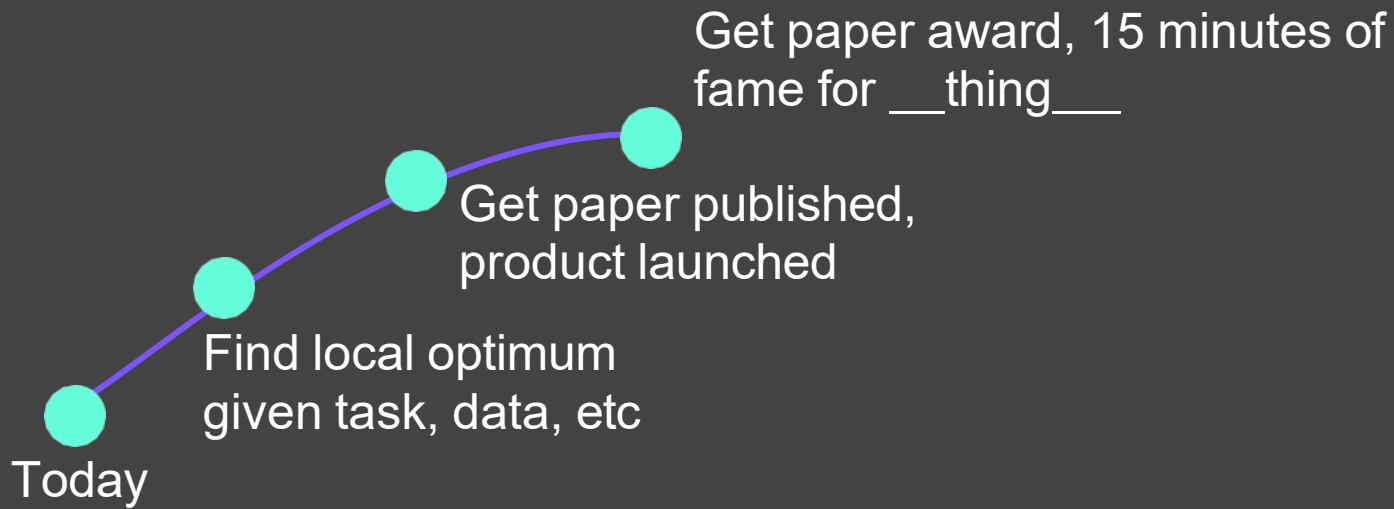 Get paper award, 15 minutes of
fame for __thing___
Get paper published,
product launched
Find local optimum
given task, data, etc
Today